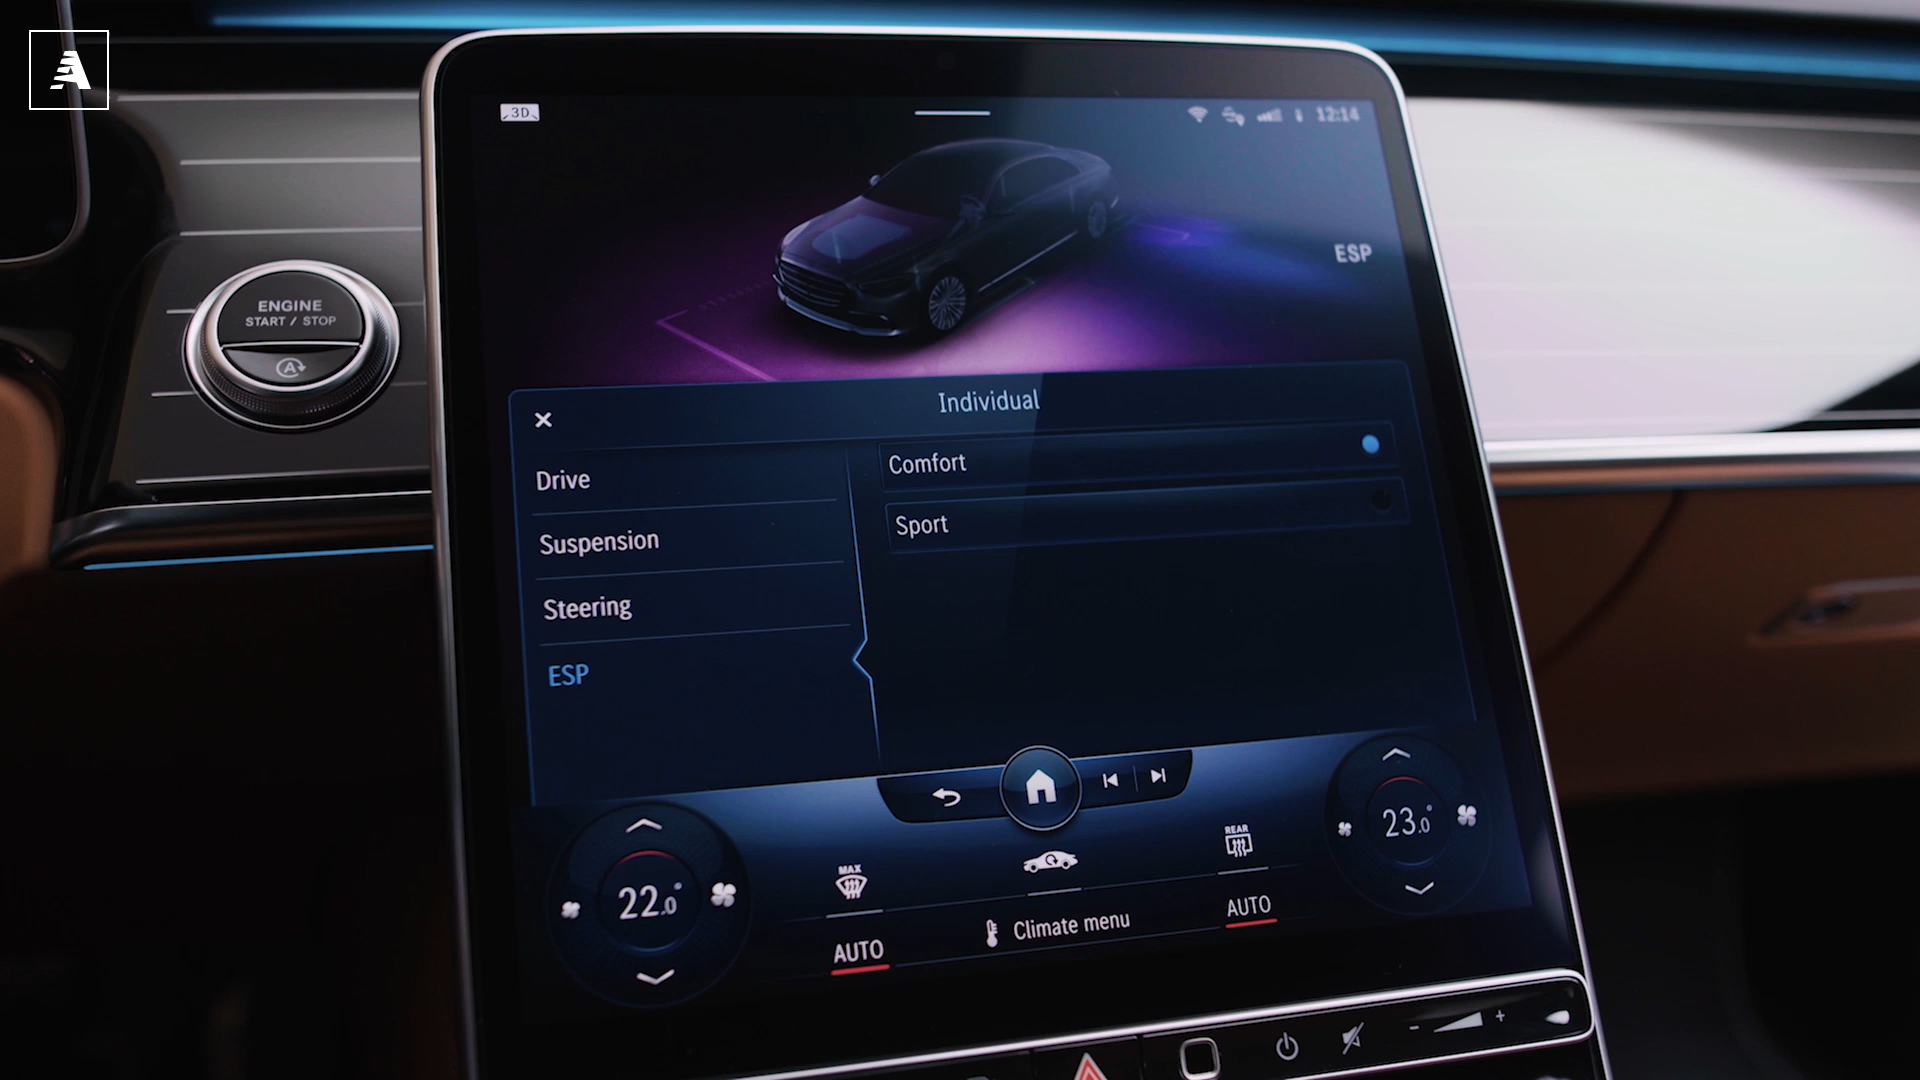 A
3D
12:14
ESP
ENGINE
START / STOP
A
Individual
Drive
Suspension
Steering
ESP
Comfort
Sport
22.0°
23.0°
MAX
REAR
AUTO
Climate menu
AUTO
- +